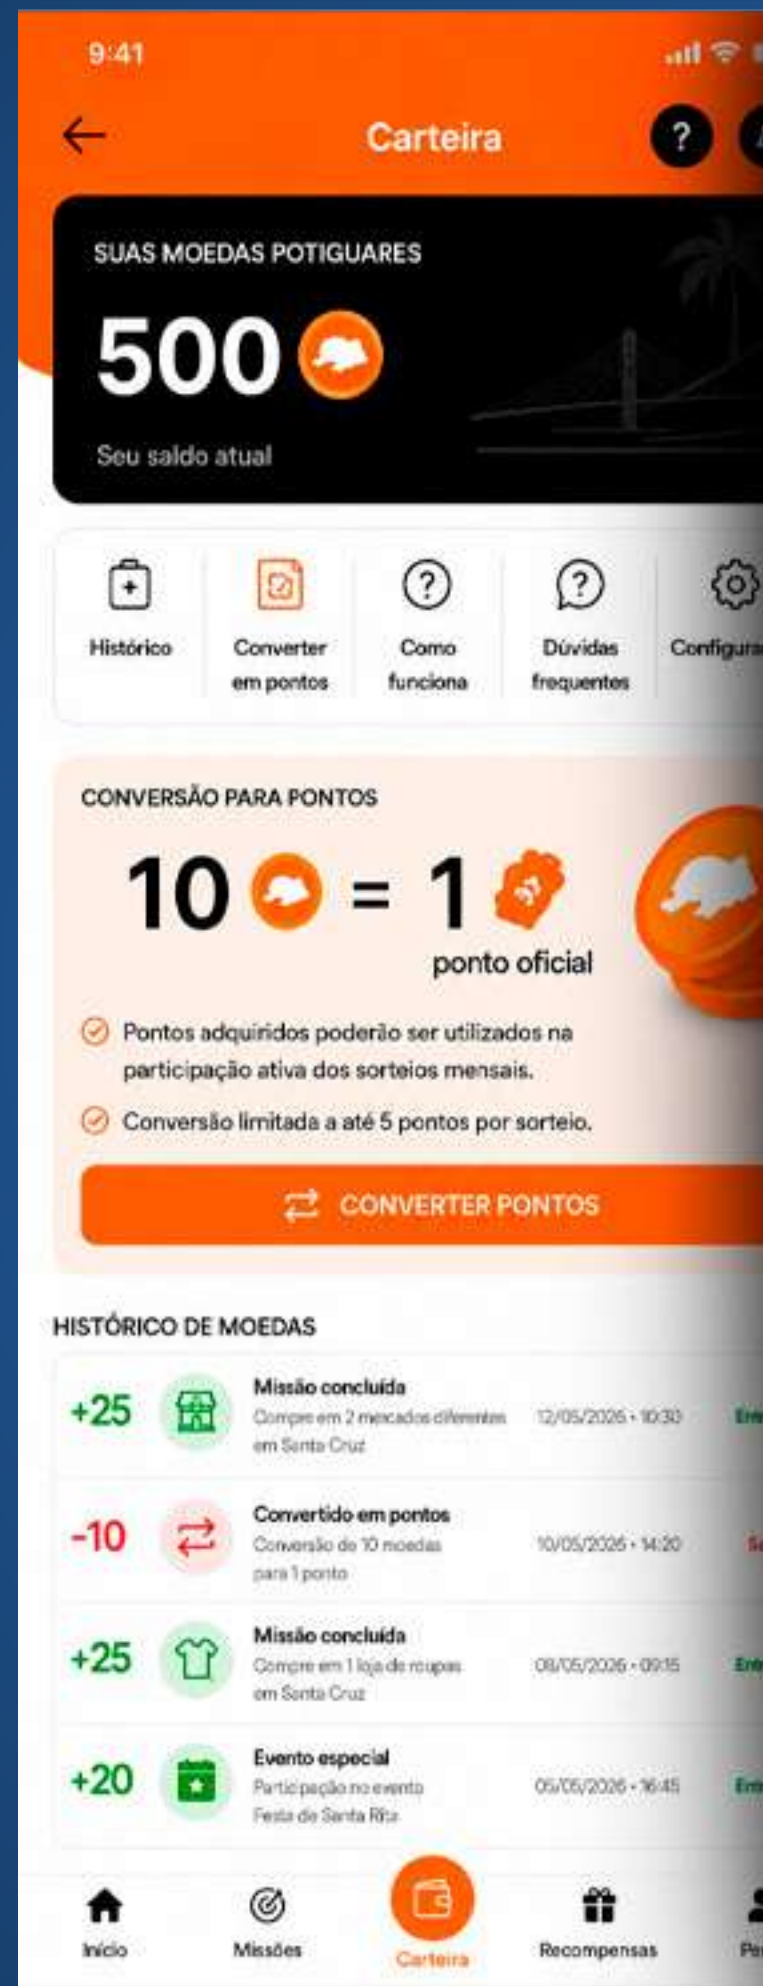 9:41
Carteira
?
SUAS MOEDAS POTIGUARES
500
Seu saldo atual
Histórico
Converter
em pontos
?
Como
funciona
?
Dúvidas
frequentes
CONVERSÃO PARA PONTOS
10 = 1
ponto oficial
Pontos adquiridos poderão ser utilizados na
participação ativa dos sorteios mensais.
Conversão limitada a até 5 pontos por sorteio.
CONVERTER PONTOS
HISTÓRICO DE MOEDAS
+25
Missão concluída
Compre em 2 mercados diferentes
em Santa Cruz
12/05/2026 • 10:30
-10
Convertido em pontos
Conversão de 10 moedas
para 1 ponto
10/05/2026 • 14:20
+25
Missão concluída
Compre em 1 loja de roupas
em Santa Cruz
08/05/2026 • 09:15
+20
Evento especial
Participação no evento
Festa de Santa Rita
05/05/2026 • 16:45
Início
Missões
Carteira
Recompensas